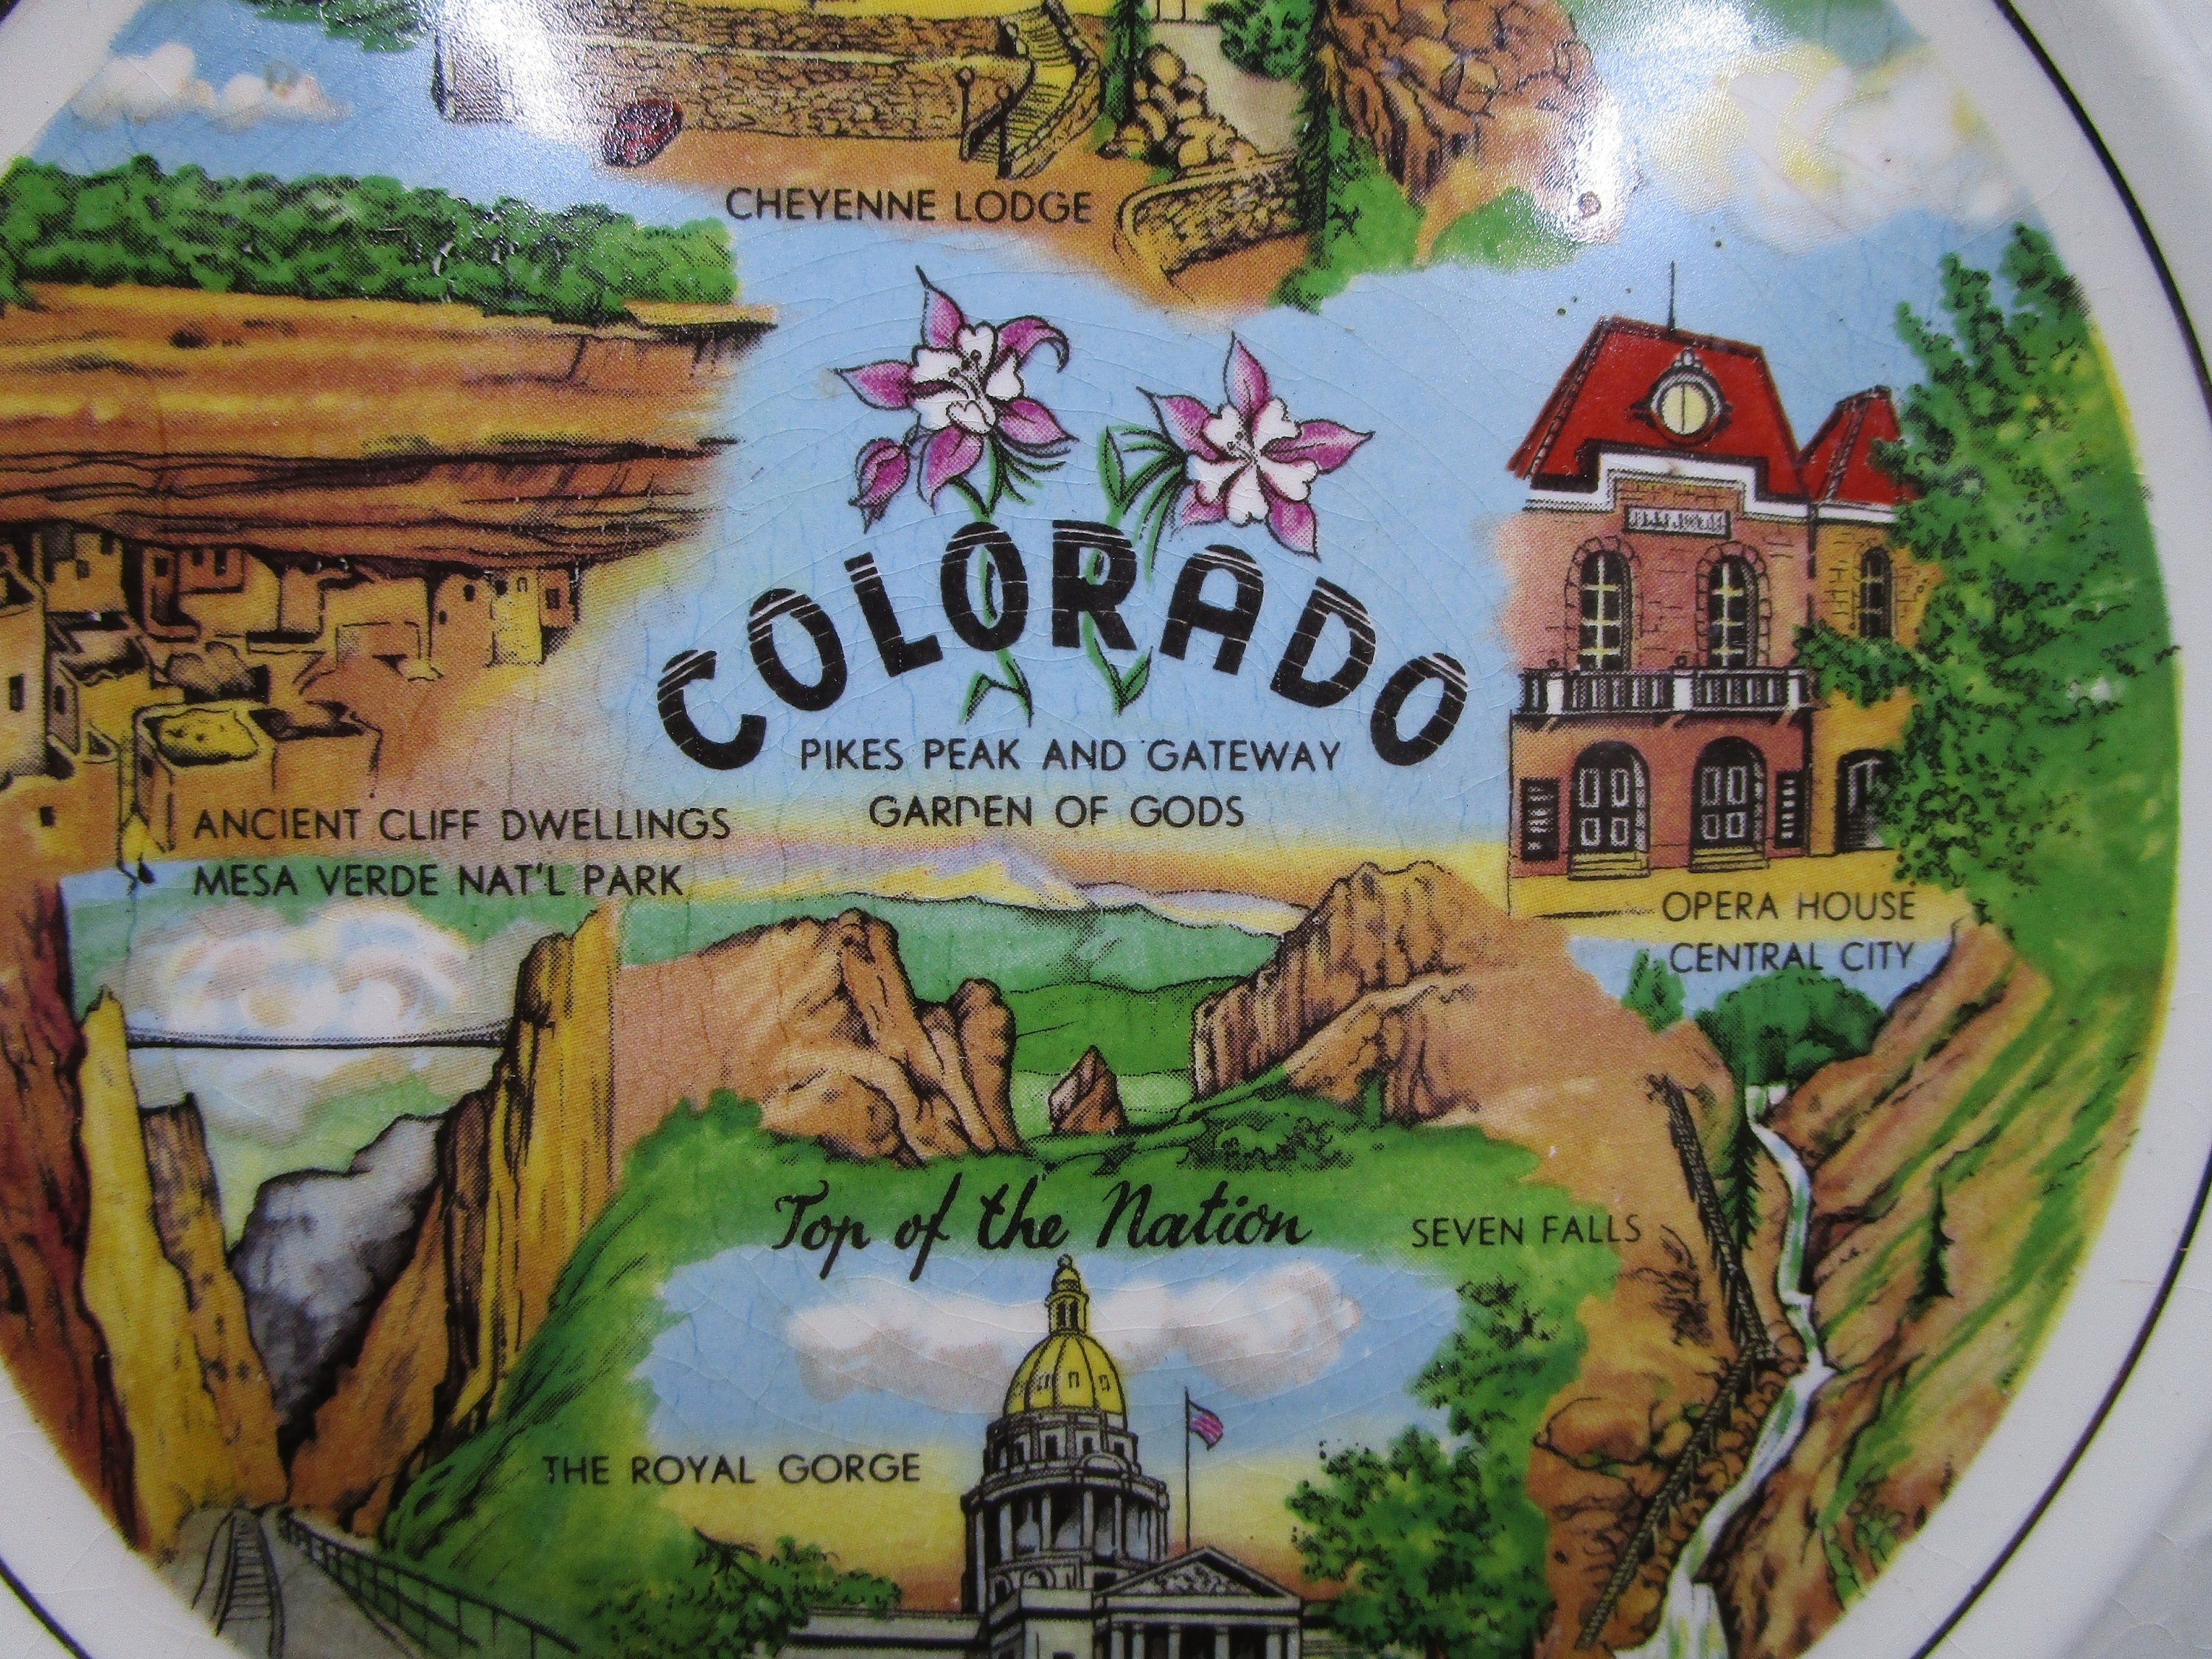 CHEYENNE LODGE
COLORADO
PIKES PEAK AND GATEWAY
GARDEN OF GODS
ANCIENT CLIFF DWELLINGS
MESA VERDE NAT'L PARK
OPERA HOUSE
CENTRAL CITY
Top of the Nation
SEVEN FALLS
THE ROYAL GORGE